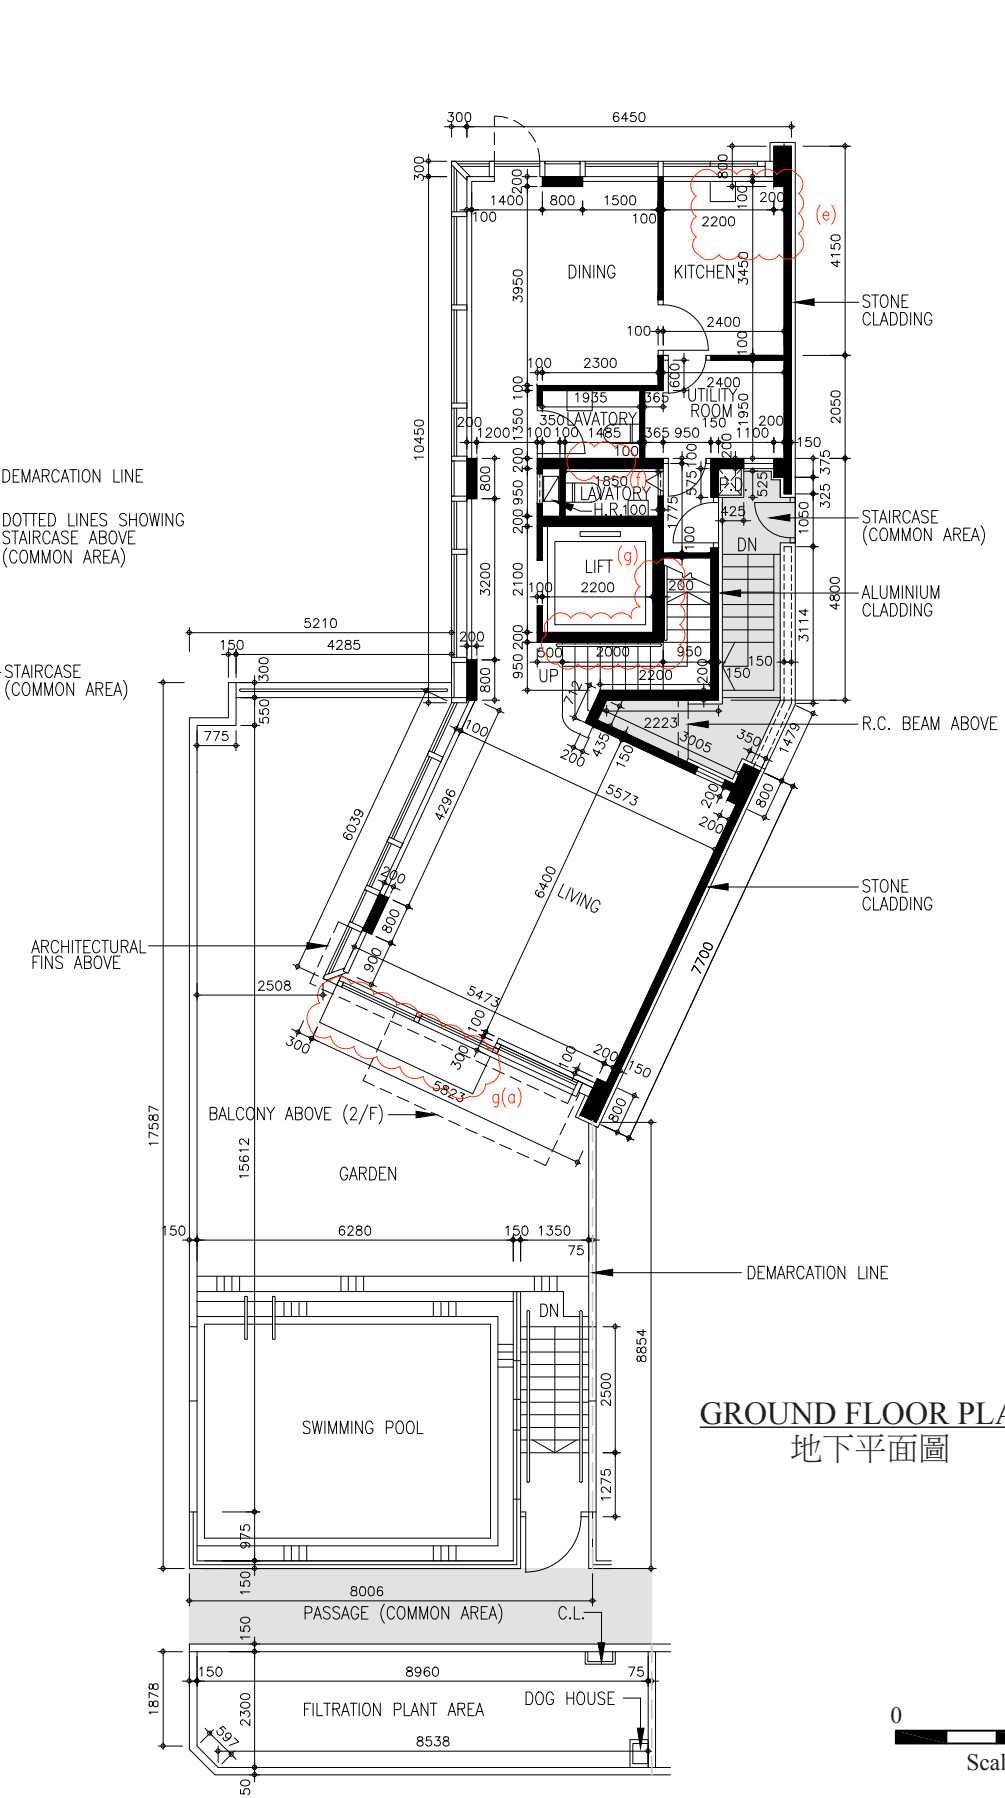 300
6450
300
800
200
1400
800
1500
100
200
100
100
2200
(e)
4150
3950
DINING
KITCHEN
3450
STONE
CLADDING
100
2400
100
100
2300
600
2400
100
1935
365
UTILITY
ROOM
1950
2050
10450
200
1200
350
LAVATORY
1350
100
100
1485
365
950
150
200
1100
150
100
DEMARCATION LINE
800
200
950
1850
(f)
LAVATORY
H.R.
100
575
100
P.D.
525
375
325
DOTTED LINES SHOWING
STAIRCASE ABOVE
(COMMON AREA)
200
1775
425
1050
STAIRCASE
(COMMON AREA)
100
DN
(g)
LIFT
3200
2100
100
2200
200
4800
ALUMINIUM
CLADDING
3114
5210
150
4285
200
200
500
2000
950
STAIRCASE
(COMMON AREA)
300
800
950
UP
2200
200
150
550
712
775
100
2223
3005
350
1479
R.C. BEAM ABOVE
200
435
150
5573
200
800
200
6039
4296
6400
200
LIVING
STONE
CLADDING
800
ARCHITECTURAL
FINS ABOVE
900
7700
2508
5473
100
300
300
100
200
150
5823
g(a)
800
BALCONY ABOVE (2/F)
17587
15612
GARDEN
150
6280
150
1350
75
DEMARCATION LINE
DN
8854
2500
GROUND FLOOR PLA
地下平面圖
SWIMMING POOL
1275
975
150
8006
PASSAGE (COMMON AREA)
C.L.
150
150
8960
75
1878
2300
FILTRATION PLANT AREA
DOG HOUSE
597
8538
0
Scal
50